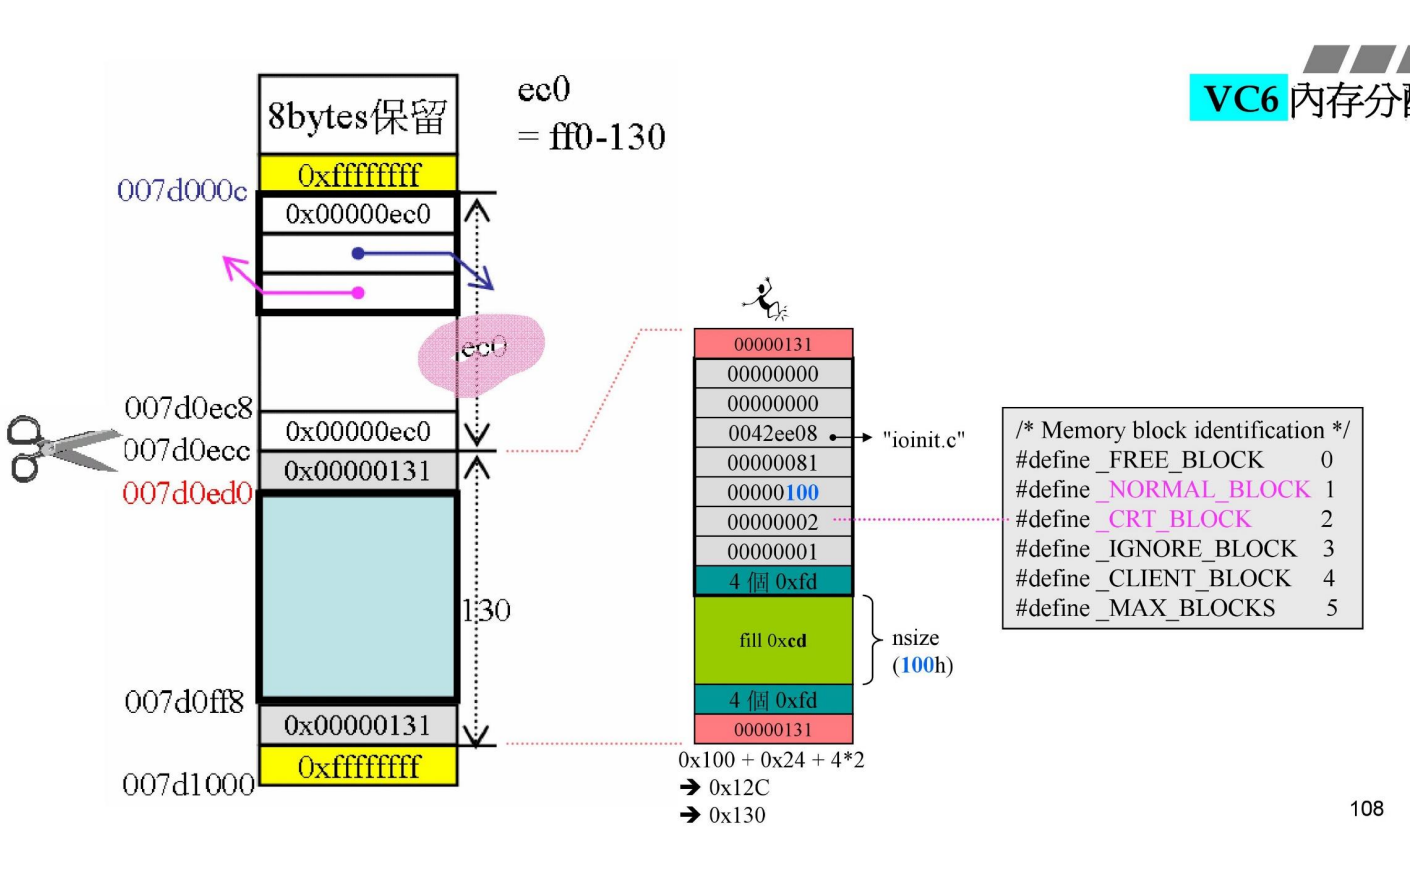 VC6 內存分
8bytes保留
ec0
= ff0-130
0xffffffff
007d000c
0x00000ec0
ec0
007d0ec8
0x00000ec0
007d0ecc
0x00000131
007d0ed0
130
007d0ff8
0x00000131
0xffffffff
007d1000
00000131
00000000
00000000
0042ee08
"ioinit.c"
00000081
00000100
00000002
00000001
4 個 0xfd
fill 0xcd
nsize
(100h)
4 個 0xfd
00000131
0x100 + 0x24 + 4*2
➔ 0x12C
➔ 0x130
/* Memory block identification */
#define _FREE_BLOCK 0
#define _NORMAL_BLOCK 1
#define _CRT_BLOCK 2
#define _IGNORE_BLOCK 3
#define _CLIENT_BLOCK 4
#define _MAX_BLOCKS 5
108